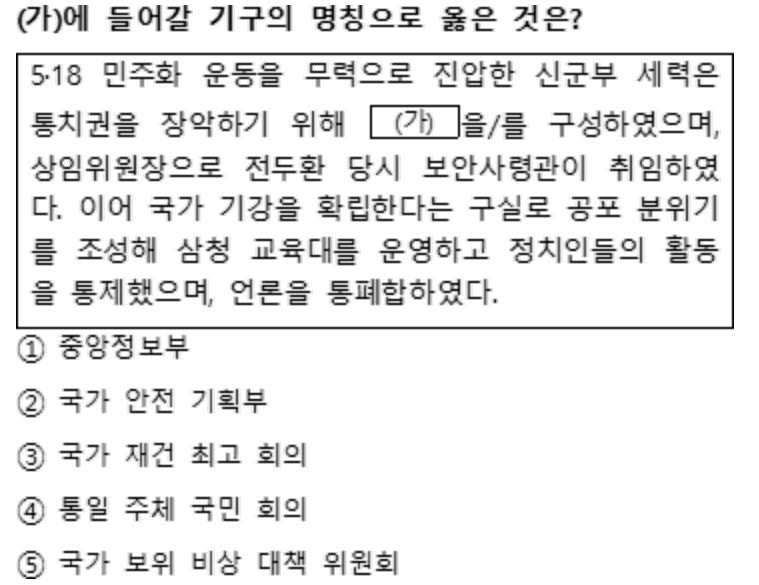 (가)에 들어갈 기구의 명칭으로 옳은 것은?
5·18 민주화 운동을 무력으로 진압한 신군부 세력은
통치권을 장악하기 위해 (가) 을/를 구성하였으며,
상임위원장으로 전두환 당시 보안사령관이 취임하였
다. 이어 국가 기강을 확립한다는 구실로 공포 분위기
를 조성해 삼청 교육대를 운영하고 정치인들의 활동
을 통제했으며, 언론을 통폐합하였다.
① 중앙정보부
② 국가 안전 기획부
③ 국가 재건 최고 회의
④ 통일 주체 국민 회의
⑤ 국가 보위 비상 대책 위원회